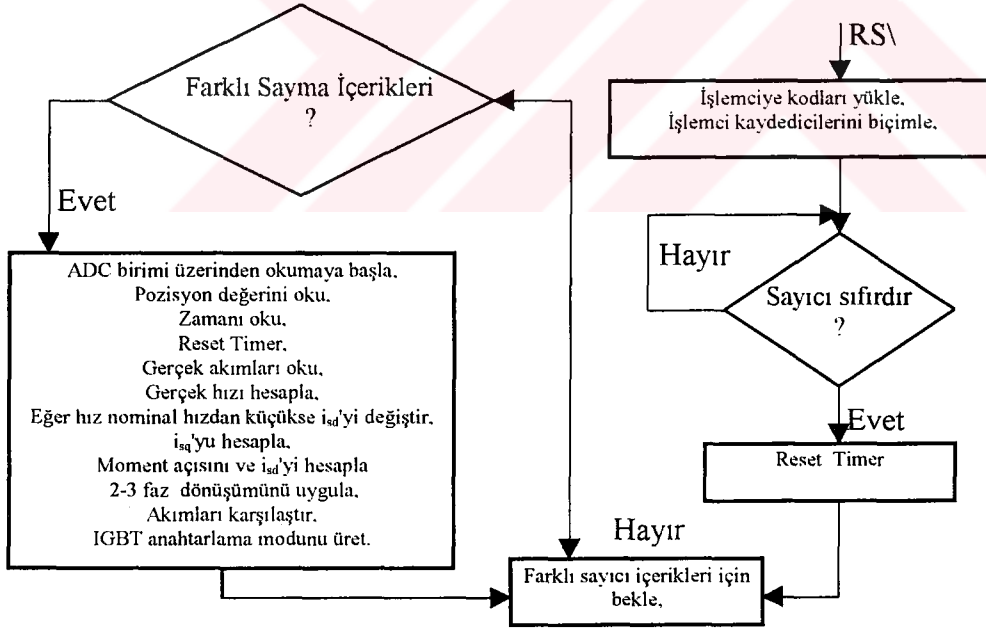 RS\
İşlemciye kodları yükle,
İşlemci kaydedicilerini biçimle,
Hayır
Sayıcı sıfırdır
?
Evet
Reset Timer
Farklı Sayma İçerikleri
?
Evet
ADC birimi üzerinden okumaya başla,
Pozisyon değerini oku,
Zamanı oku,
Reset Timer,
Gerçek akımları oku,
Gerçek hızı hesapla,
Eğer hız nominal hızdan küçükse isd'yi değiştir,
isq'yu hesapla,
Moment açısını ve isd'yi hesapla
2-3 faz dönüşümünü uygula,
Akımları karşılaştır,
IGBT anahtarlama modunu üret.
Hayır
Farklı sayıcı içerikleri için
bekle,